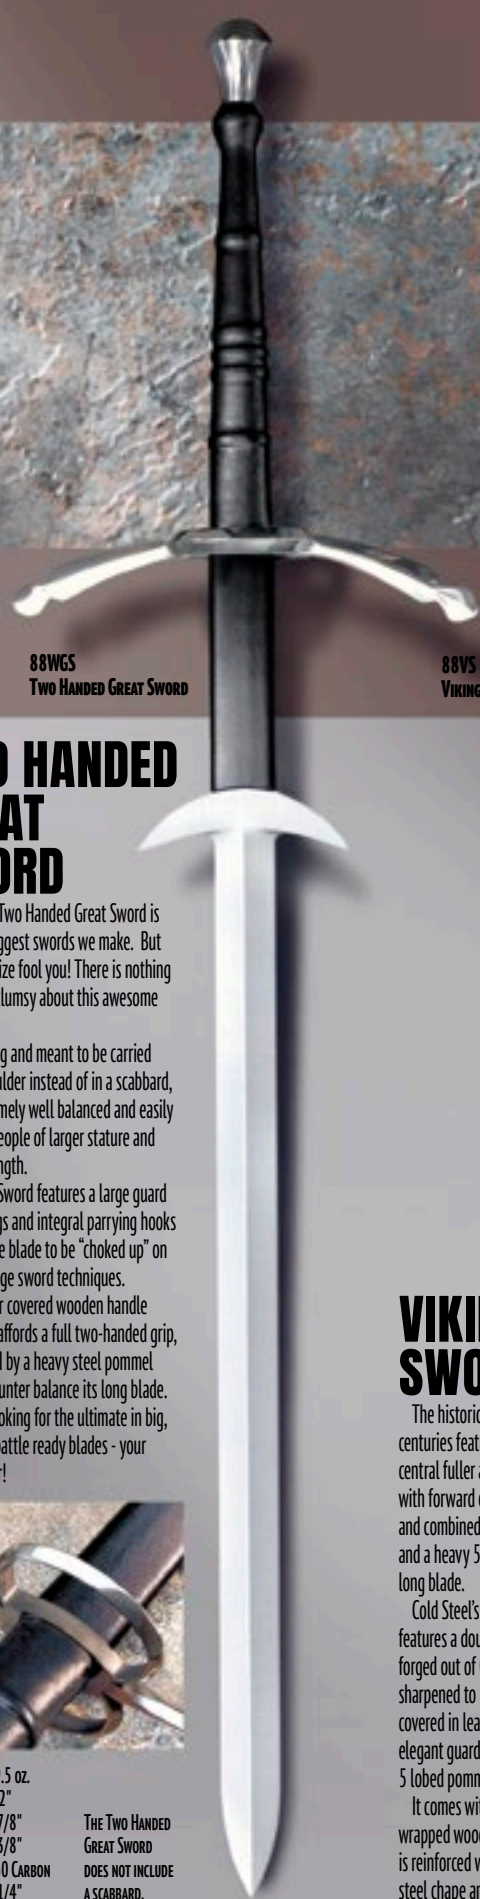 88WGS
Two Handed Great Sword
88VS
Viking
O HANDED
AT
ORD
Two Handed Great Sword is
ggest swords we make. But
ize fool you! There is nothing
lumsy about this awesome
g and meant to be carried
ulder instead of in a scabbard,
mely well balanced and easily
eople of larger stature and
ngth.
Sword features a large guard
gs and integral parrying hooks
e blade to be "choked up" on
ge sword techniques.
r covered wooden handle
affords a full two-handed grip,
d by a heavy steel pommel
unter balance its long blade.
oking for the ultimate in big,
attle ready blades - your
r!
.5 oz.
2"
7/8"
3/8"
0 Carbon
1/4"
The Two Handed
Great Sword
does not include
a scabbard.
VIKI
SWO
The historic
centuries feat
central fuller a
with forward
and combined
and a heavy 5
long blade.
Cold Steel's
features a dou
forged out of
sharpened to
covered in lea
elegant guard
5 lobed pomm
It comes wit
wrapped woo
is reinforced w
steel chape a